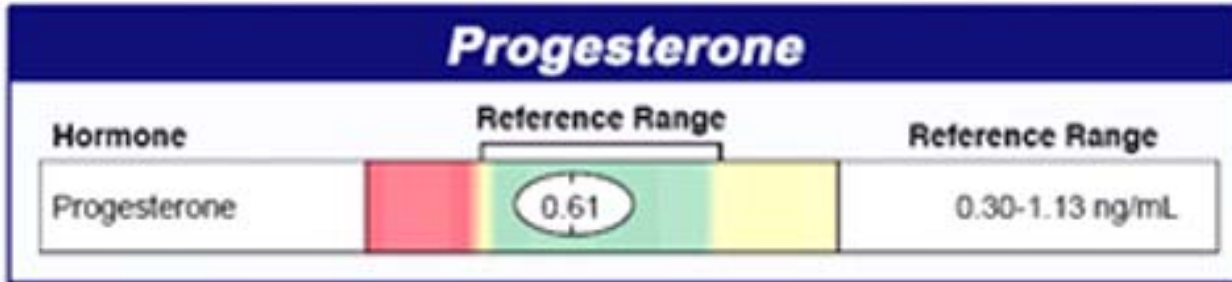 Progesterone
Hormone
Reference Range
Reference Range
Progesterone
0.61
0.30-1.13 ng/mL